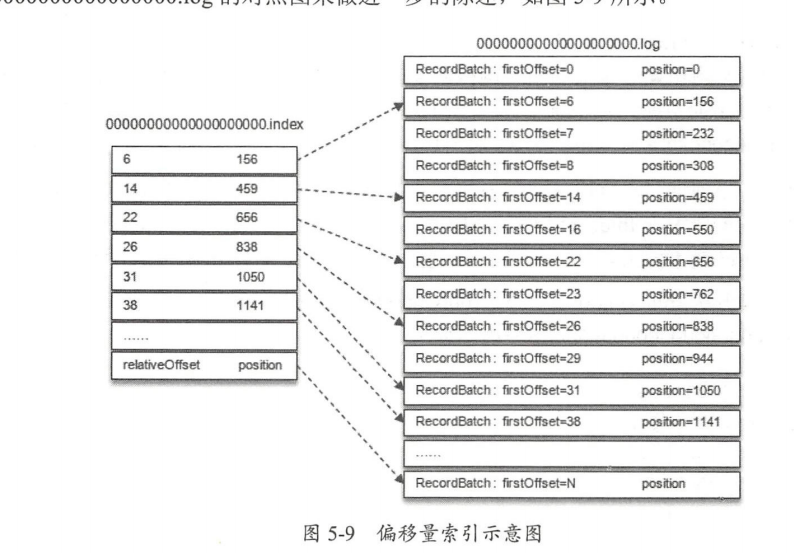 .log 的对照图来做进一步的陈述，如图 5-9 所示。
00000000000000000000.index
6 156
14 459
22 656
26 838
31 1050
38 1141
......
relativeOffset position
00000000000000000000.log
RecordBatch: firstOffset=0 position=0
RecordBatch: firstOffset=6 position=156
RecordBatch: firstOffset=7 position=232
RecordBatch: firstOffset=8 position=308
RecordBatch: firstOffset=14 position=459
RecordBatch: firstOffset=16 position=550
RecordBatch: firstOffset=22 position=656
RecordBatch: firstOffset=23 position=762
RecordBatch: firstOffset=26 position=838
RecordBatch: firstOffset=29 position=944
RecordBatch: firstOffset=31 position=1050
RecordBatch: firstOffset=38 position=1141
......
RecordBatch: firstOffset=N position
图 5-9 偏移量索引示意图